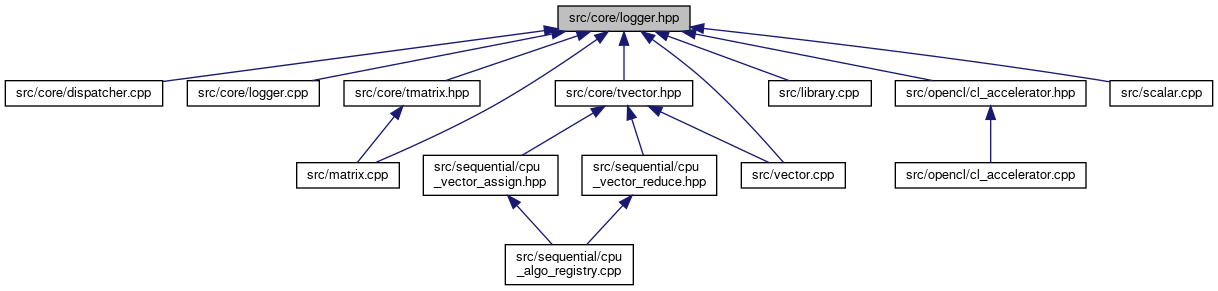 src/core/logger.hpp
src/core/dispatcher.cpp
src/core/logger.cpp
src/core/tmatrix.hpp
src/core/tvector.hpp
src/library.cpp
src/opencl/cl_accelerator.hpp
src/scalar.cpp
src/matrix.cpp
src/sequential/cpu
_vector_assign.hpp
src/sequential/cpu
_vector_reduce.hpp
src/vector.cpp
src/opencl/cl_accelerator.cpp
src/sequential/cpu
_algo_registry.cpp